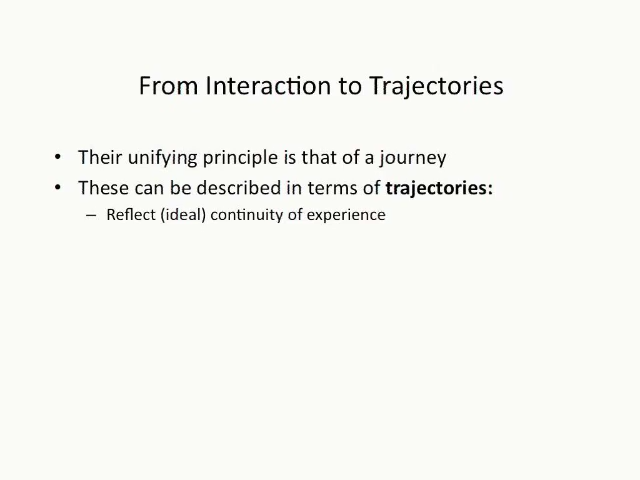 From Interaction to Trajectories
• Their unifying principle is that of a journey
• These can be described in terms of trajectories:
– Reflect (ideal) continuity of experience